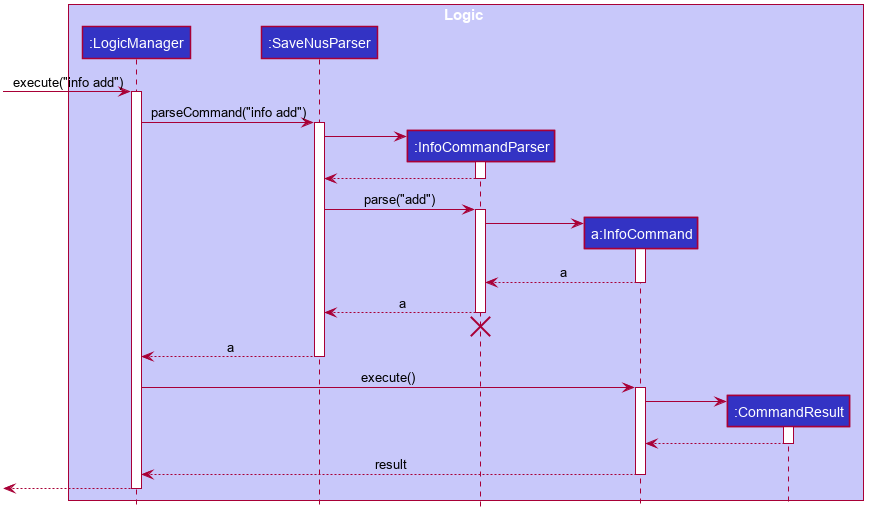 Logic
:LogicManager
:SaveNusParser
execute("info add")
parseCommand("info add")
:InfoCommandParser
parse("add")
a:InfoCommand
a
a
a
execute()
:CommandResult
result